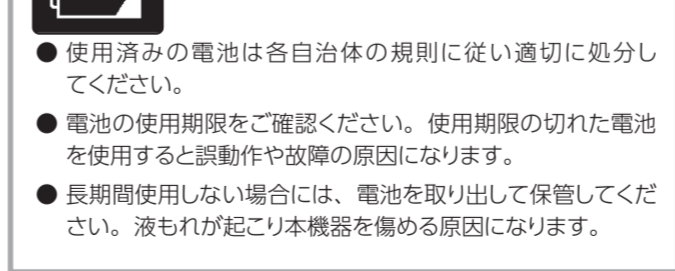 ● 使用済みの電池は各自治体の規則に従い適切に処分し
てください。
● 電池の使用期限をご確認ください。使用期限の切れた電池
を使用すると誤動作や故障の原因になります。
● 長期間使用しない場合には、電池を取り出して保管してくだ
さい。液もれが起こり本機器を傷める原因になります。